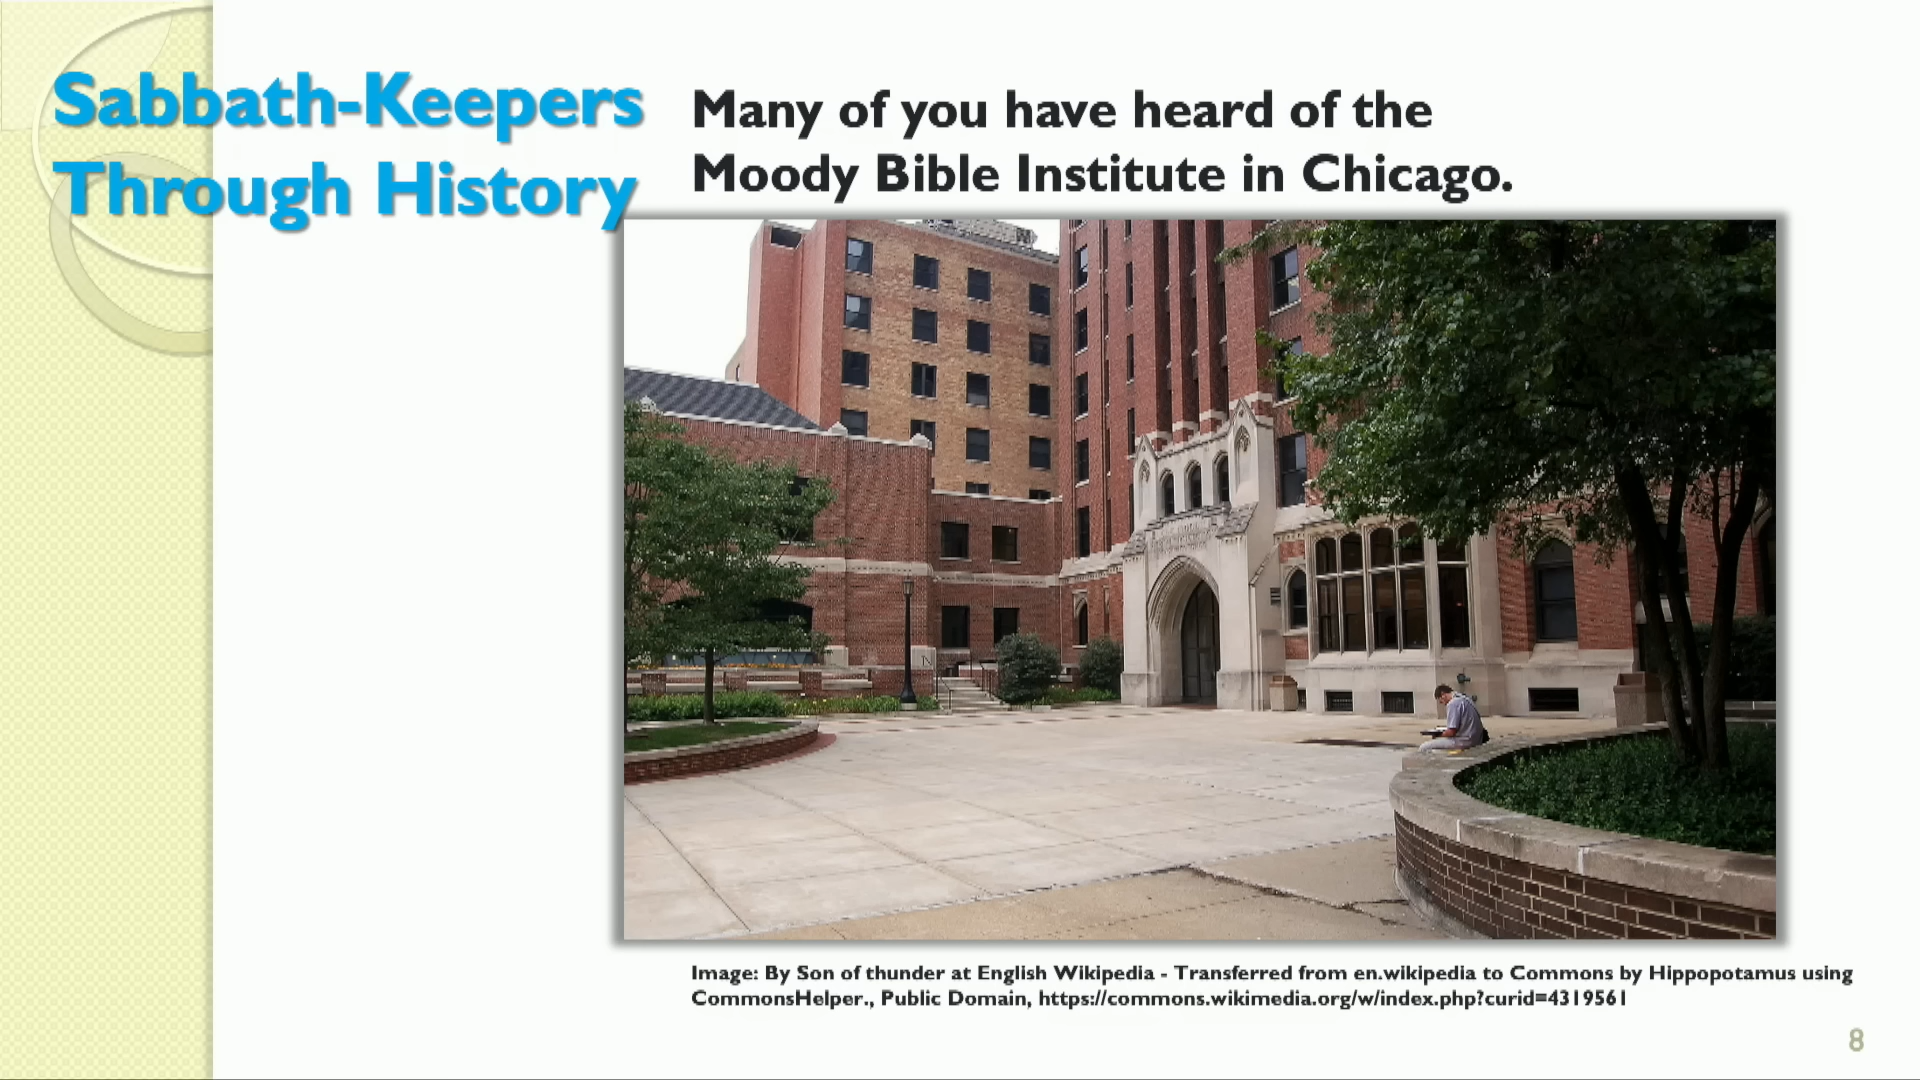 Sabbath-Keepers
Through History
Many of you have heard of the
Moody Bible Institute in Chicago.
Image: By Son of thunder at English Wikipedia - Transferred from en.wikipedia to Commons by Hippopotamus using
CommonsHelper., Public Domain, https://commons.wikimedia.org/w/index.php?curid=4319561
8